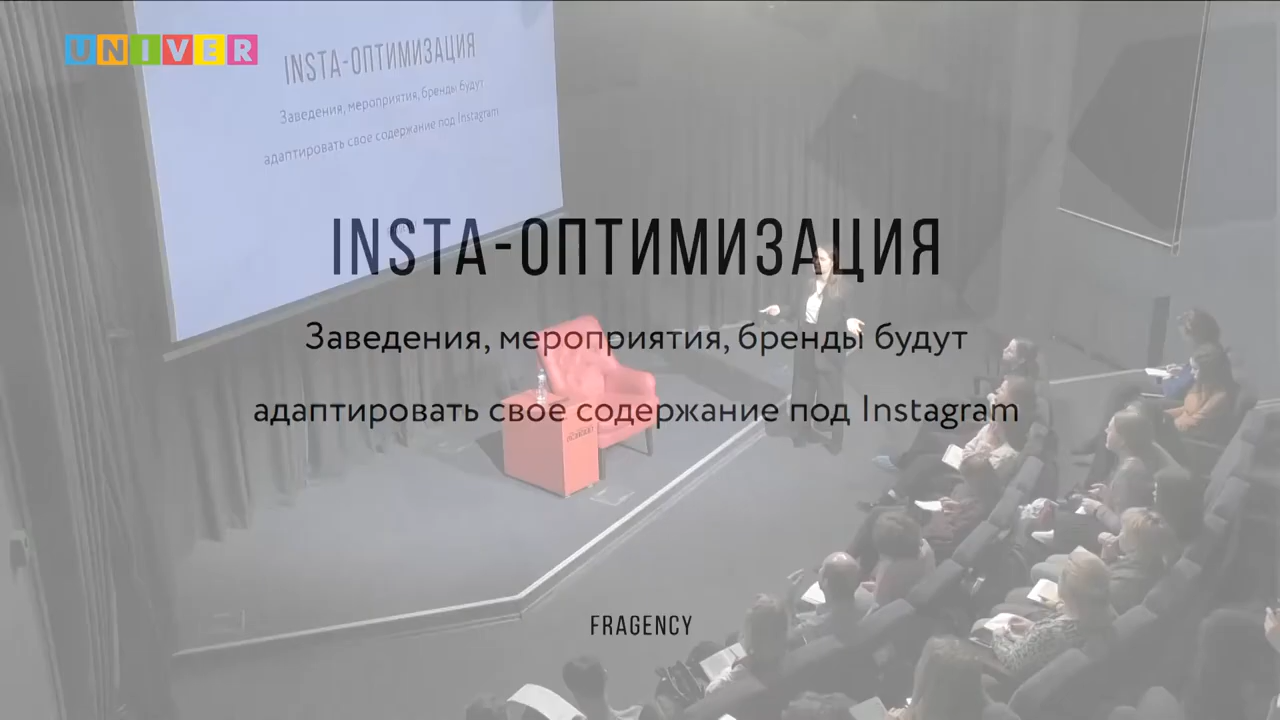 UNIVER
INSTA-ОПТИМИЗАЦИЯ
Заведения, мероприятия, бренды будут
адаптировать свое содержание под Instagram
INSTA-ОПТИМИЗАЦИЯ
Заведения, мероприятия, бренды будут
адаптировать свое содержание под Instagram
FRAGENCY